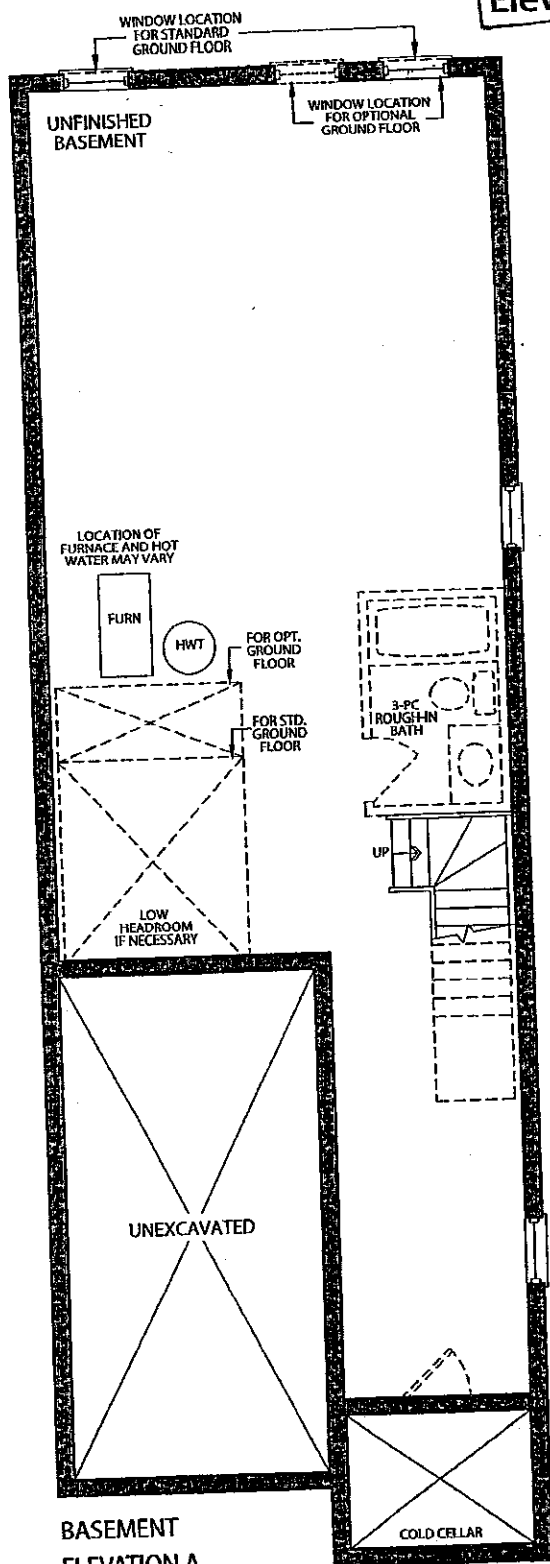 Elev
WINDOW LOCATION
FOR STANDARD
GROUND FLOOR
WINDOW LOCATION
FOR OPTIONAL
GROUND FLOOR
UNFINISHED
BASEMENT
LOCATION OF
FURNACE AND HOT
WATER MAY VARY
FURN
HWT
FOR OPT.
GROUND
FLOOR
FOR STD.
GROUND
FLOOR
3-PC
ROUGH-IN
BATH
UP
LOW
HEADROOM
IF NECESSARY
UNEXCAVATED
COLD CELLAR
BASEMENT
ELEVATION A